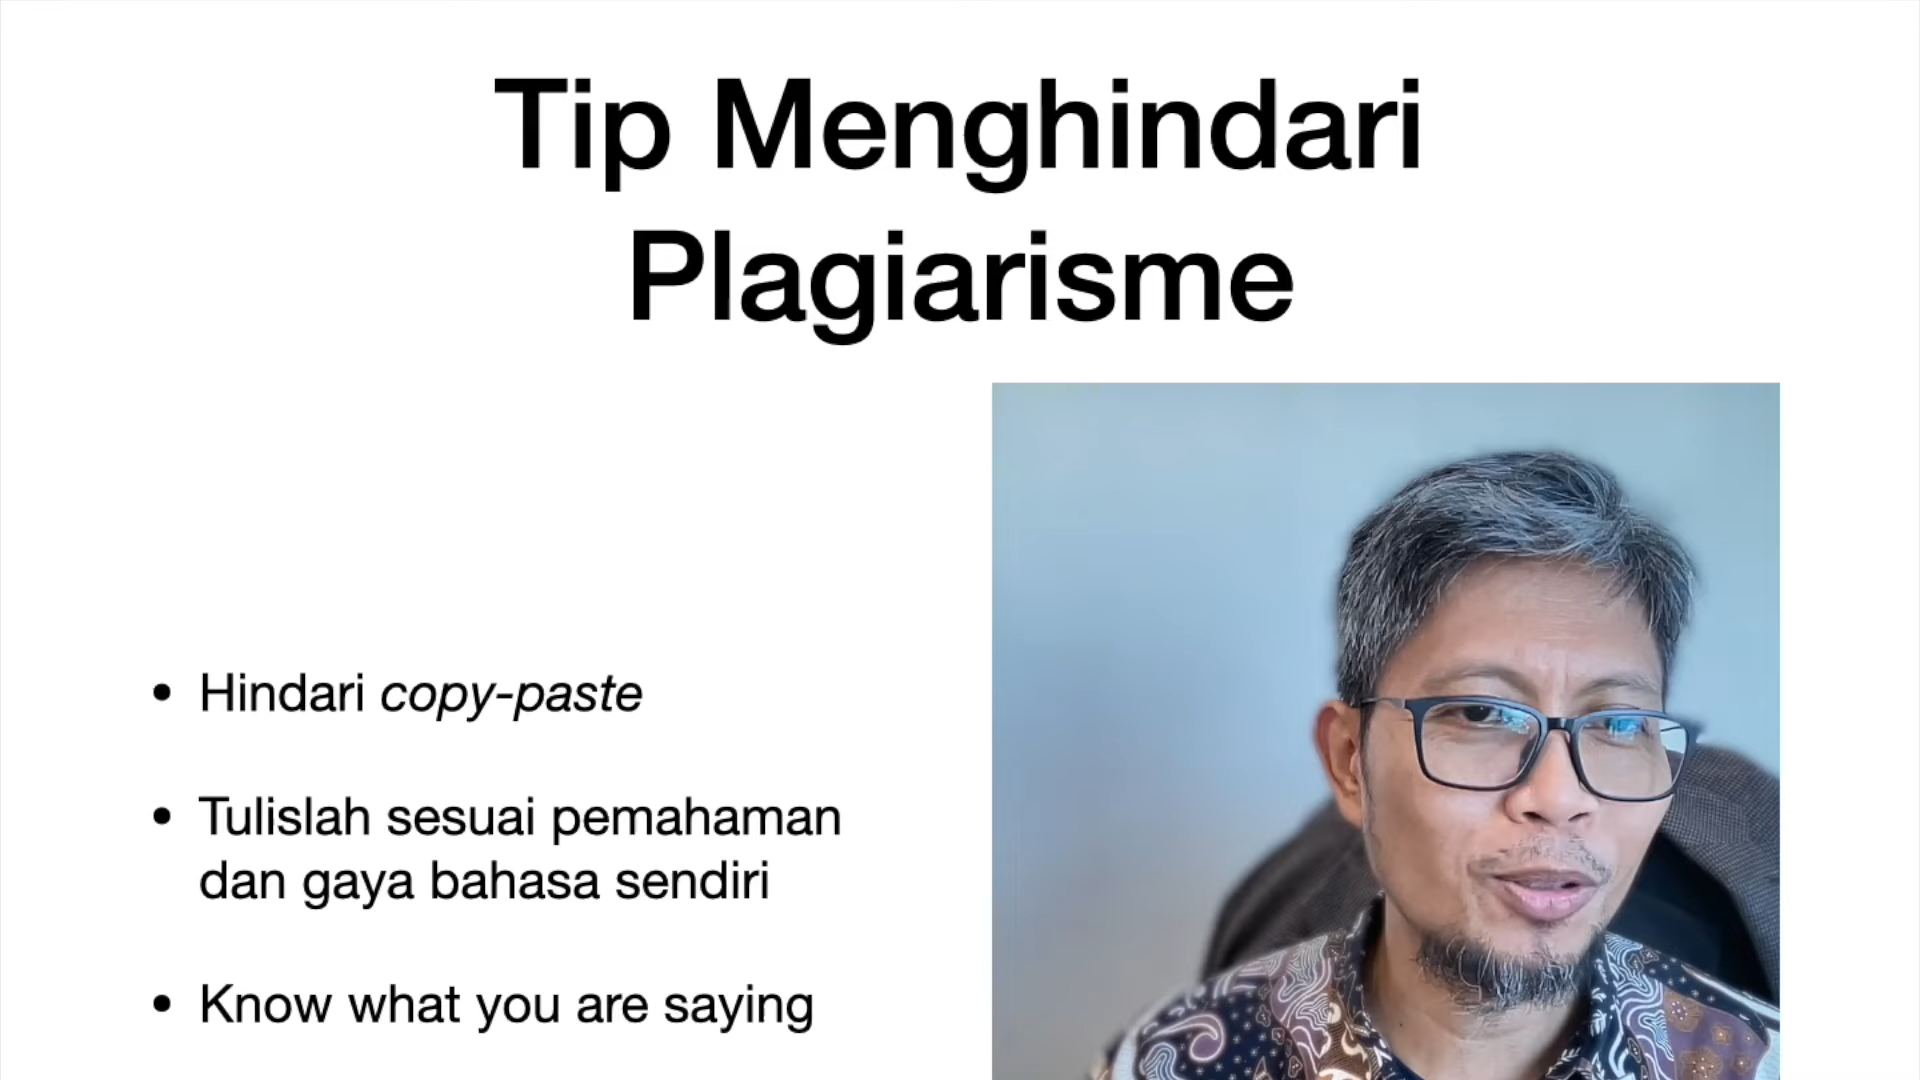 Tip Menghindari
Plagiarisme
• Hindari copy-paste
• Tulislah sesuai pemahaman
dan gaya bahasa sendiri
• Know what you are saying